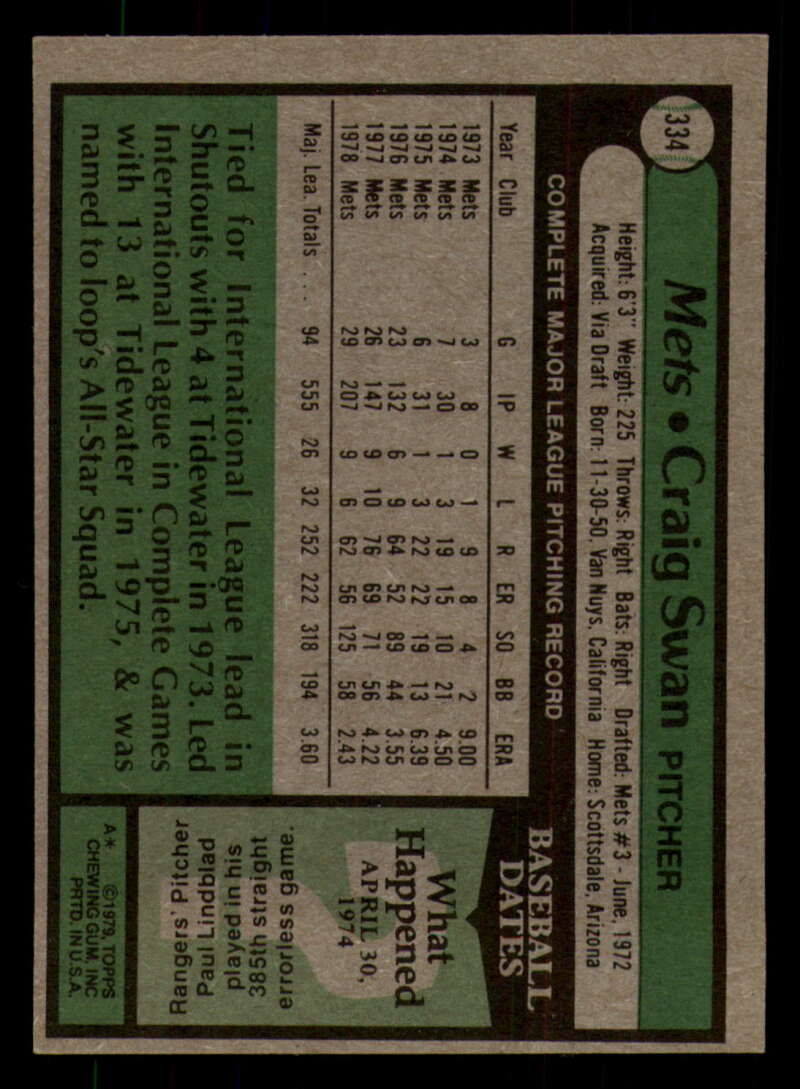 334
Mets • Craig Swan PITCHER
Height: 6'3" Weight: 225 Throws: Right Bats: Right Drafted: Mets #3 - June, 1972
Acquired: Via Draft Born: 11-30-50, Van Nuys, California Home: Scottsdale, Arizona
COMPLETE MAJOR LEAGUE PITCHING RECORD
Year Club G IP W L R ER SO BB ERA
1973 Mets 3 8 0 1 9 8 4 2 9.00
1974 Mets 7 30 1 3 19 15 10 21 4.50
1975 Mets 6 31 1 3 22 22 19 13 6.39
1976 Mets 23 132 6 9 64 52 89 44 3.55
1977 Mets 26 147 9 10 76 69 71 56 4.22
1978 Mets 29 207 9 6 62 56 125 58 2.43
Maj. Lea. Totals . . . 94 555 26 32 252 222 318 194 3.60
Tied for International League lead in
Shutouts with 4 at Tidewater in 1973. Led
International League in Complete Games
with 13 at Tidewater in 1975, & was
named to loop's All-Star Squad.
BASEBALL
DATES
What
Happened
APRIL 30,
1974
Rangers' Pitcher
Paul Lindblad
played in his
385th straight
errorless game.
A* ©1979, TOPPS
CHEWING GUM, INC
PRTD. IN U.S.A.